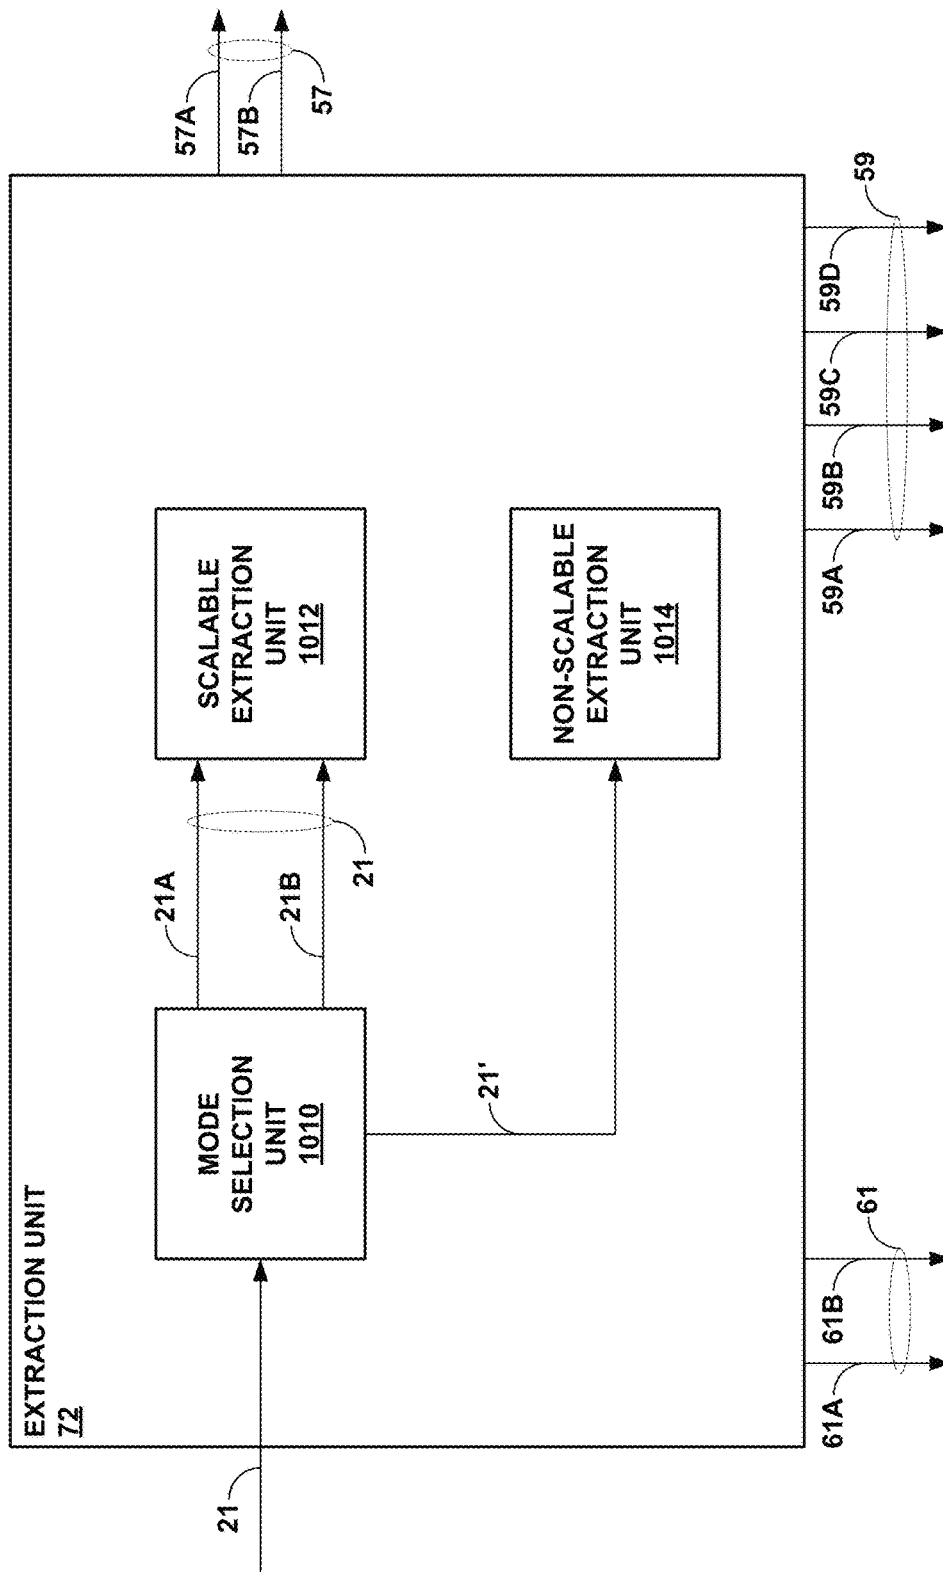 EXTRACTION UNIT
72
21
MODE
SELECTION
UNIT
1010
21A
21B
21
21'
SCALABLE
EXTRACTION
UNIT
1012
NON-SCALABLE
EXTRACTION
UNIT
1014
57A
57B
57
61A
61B
61
59A
59B
59C
59D
59